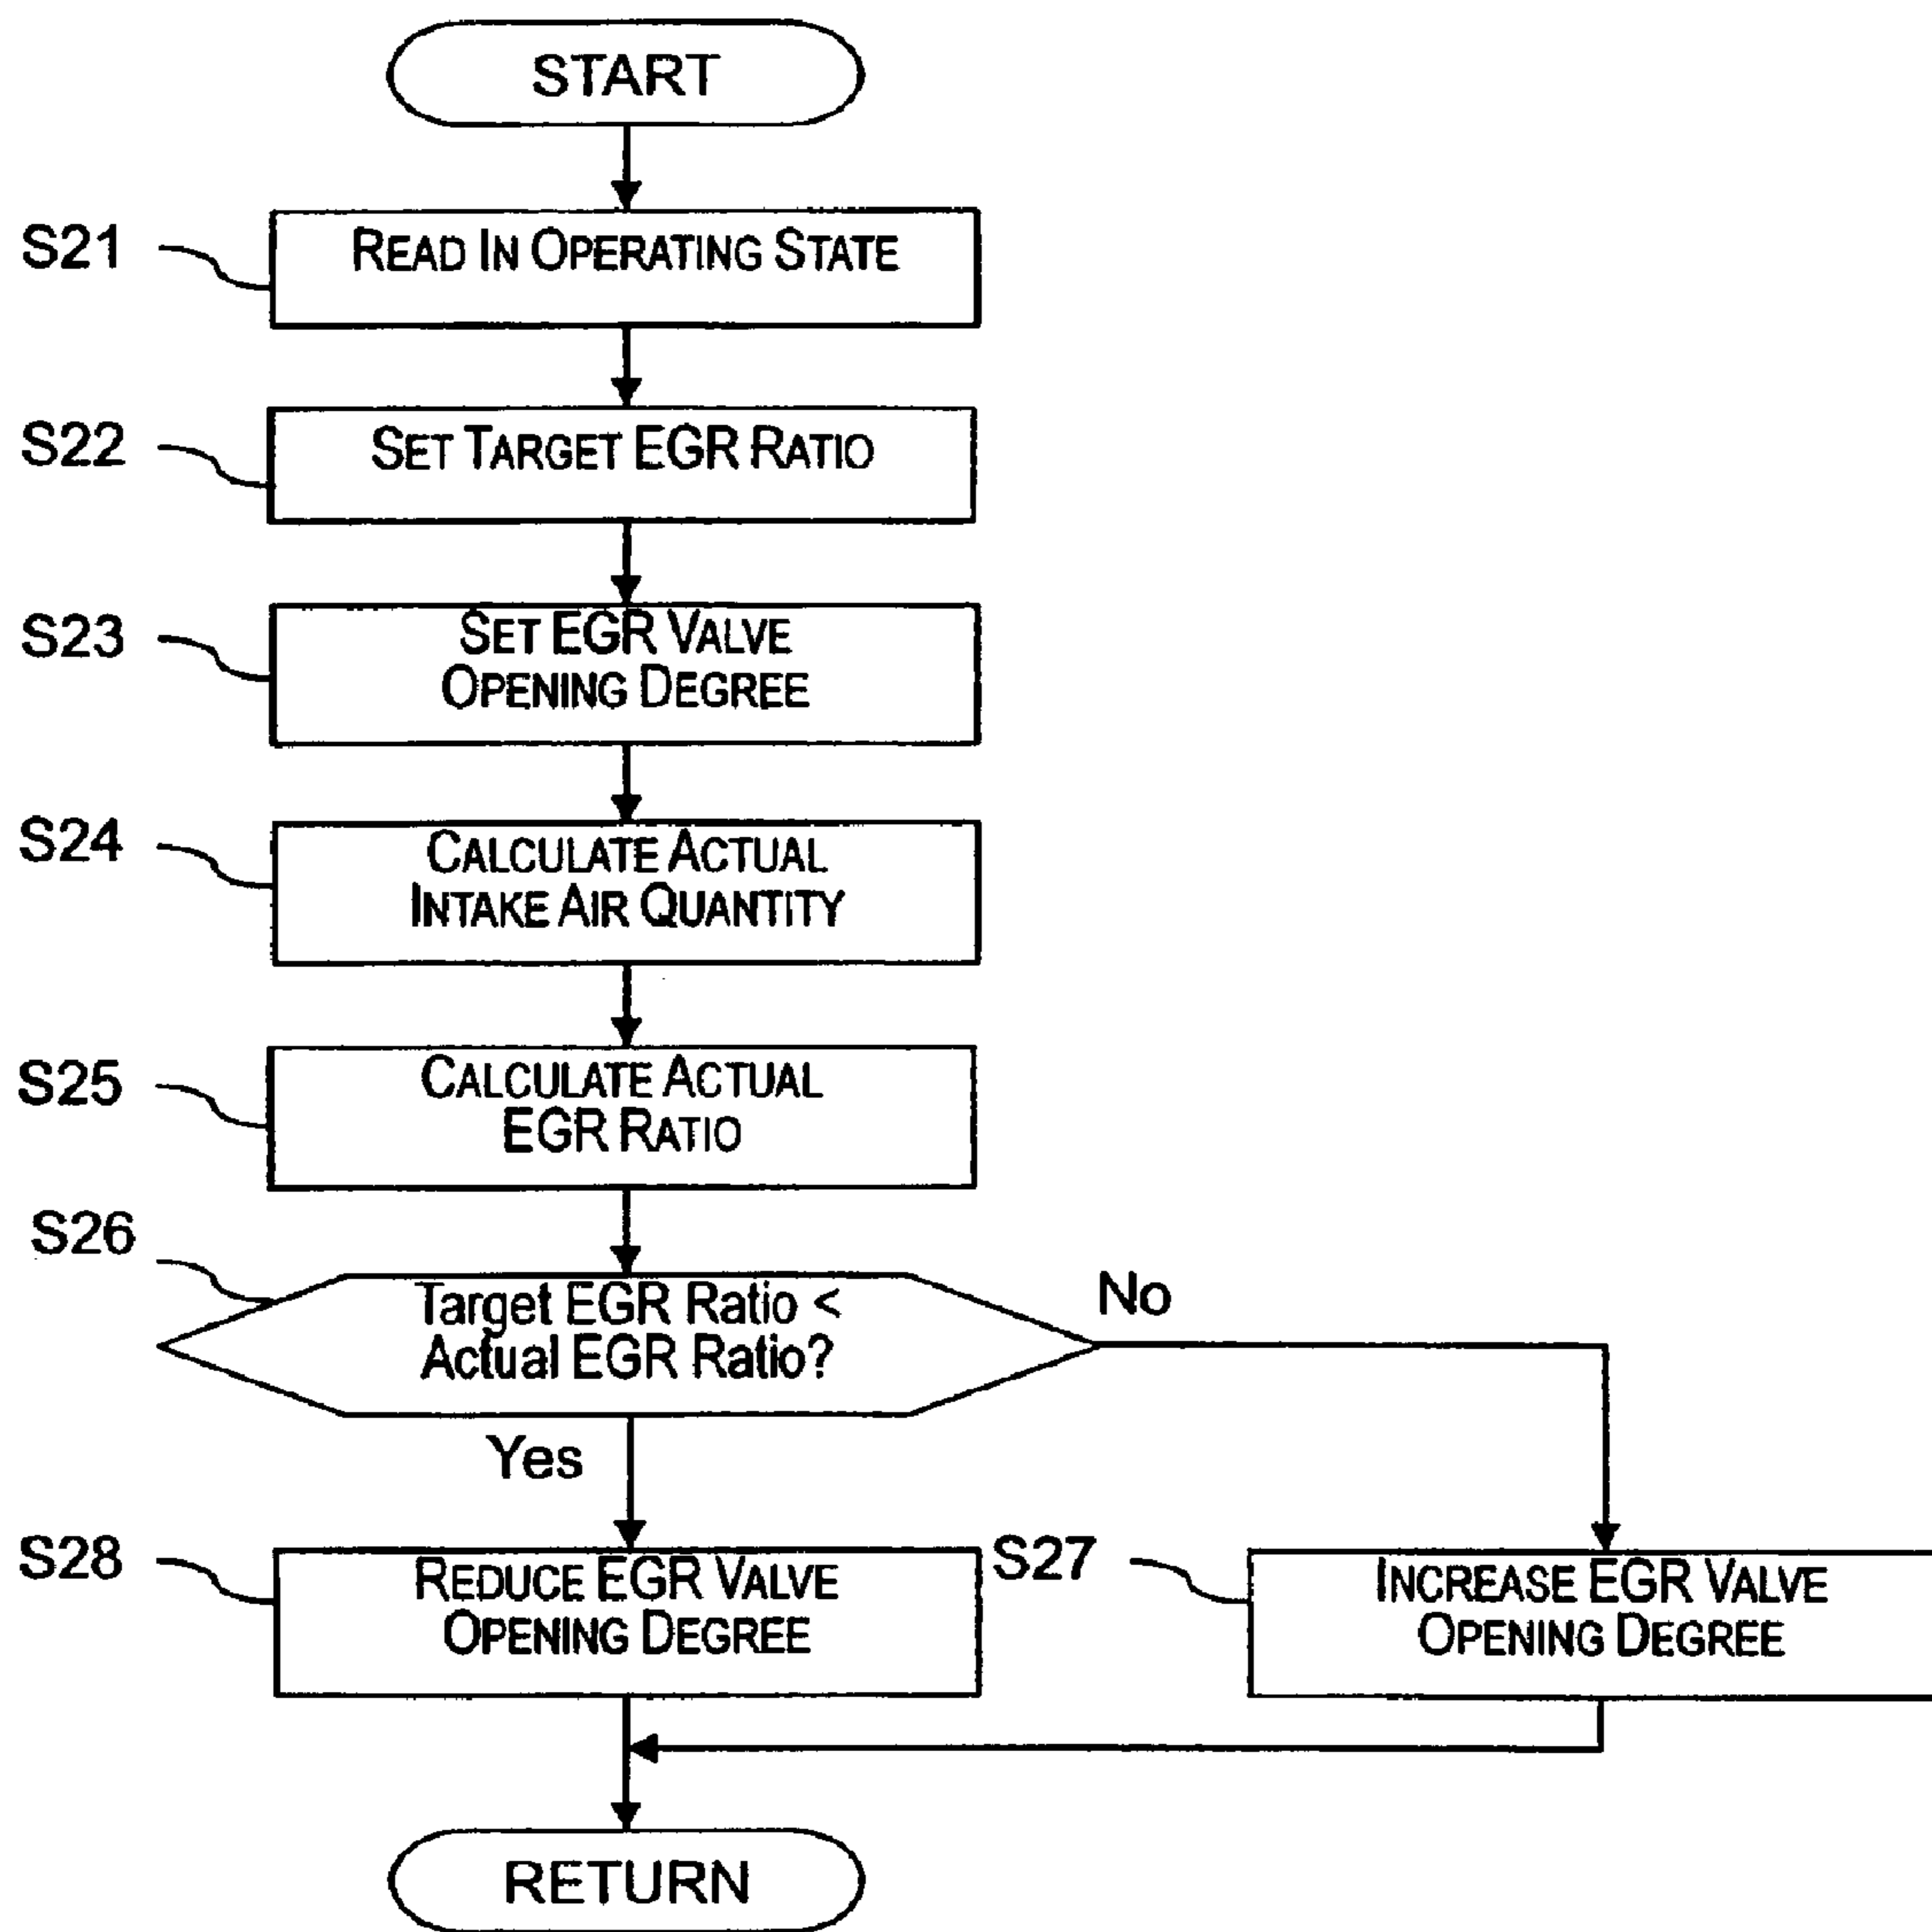 START
S21
READ IN OPERATING STATE
S22
SET TARGET EGR RATIO
S23
SET EGR VALVE
OPENING DEGREE
S24
CALCULATE ACTUAL
INTAKE AIR QUANTITY
S25
CALCULATE ACTUAL
EGR RATIO
S26
Target EGR Ratio <
Actual EGR Ratio?
No
Yes
S28
REDUCE EGR VALVE
OPENING DEGREE
S27
INCREASE EGR VALVE
OPENING DEGREE
RETURN